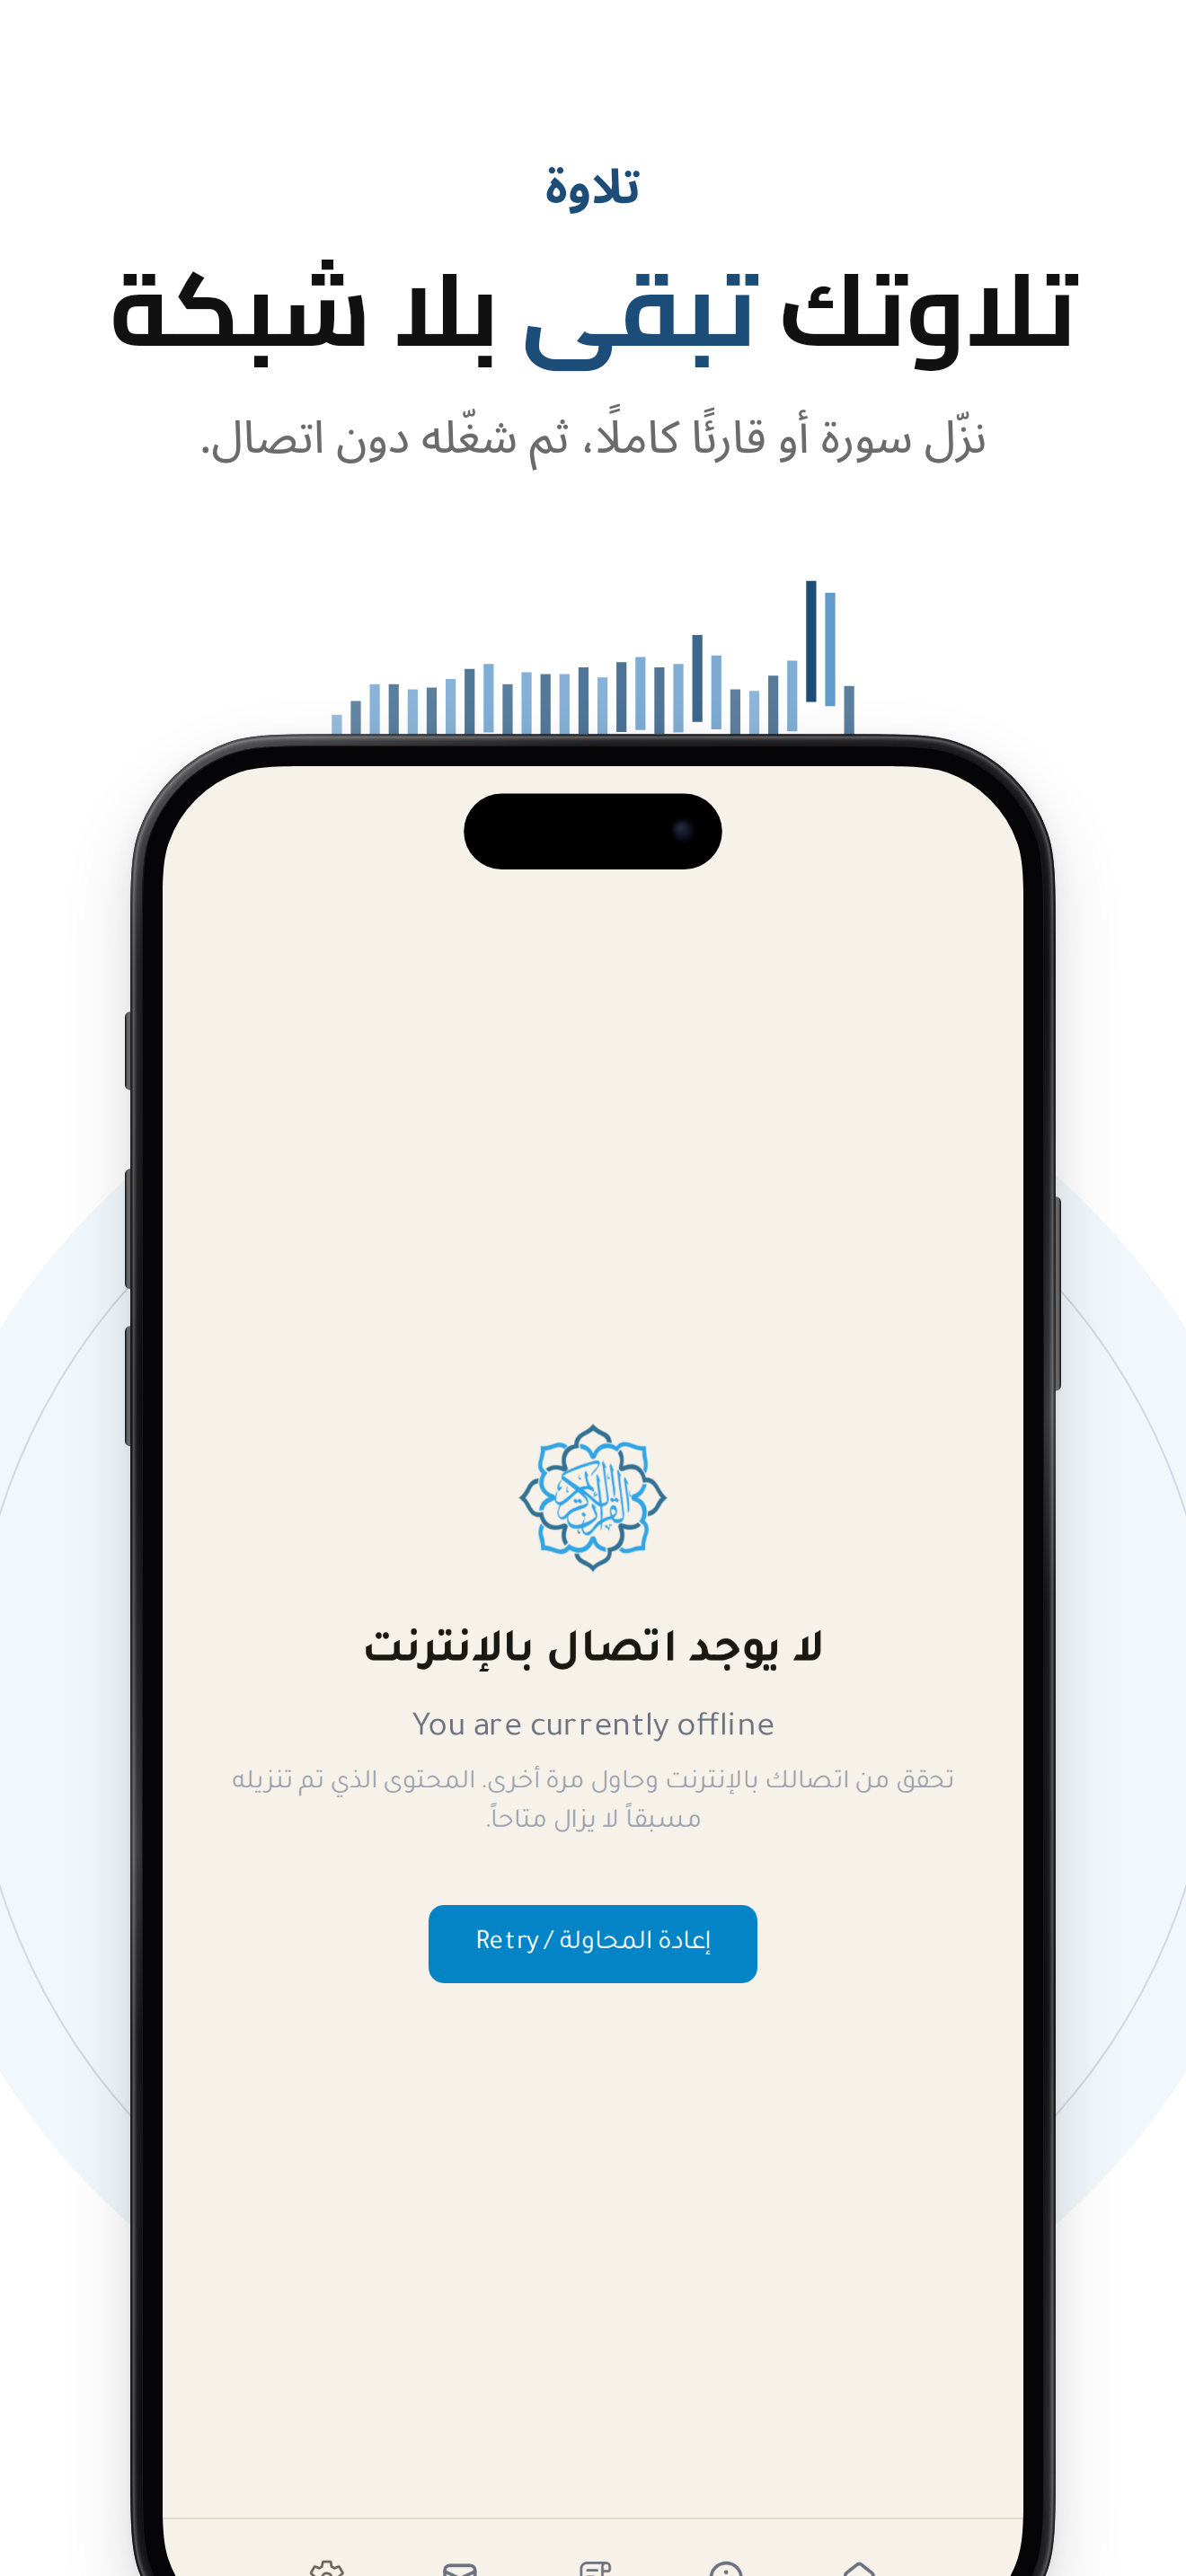 تلاوة
تلاوتك تبقى بلا شبكة
نزّل سورة أو قارئًا كاملًا، ثم شغّله دون اتصال.
القرآن الكريم
لا يوجد اتصال بالإنترنت
You are currently offline
تحقق من اتصالك بالإنترنت وحاول مرة أخرى. المحتوى الذي تم تنزيله
مسبقاً لا يزال متاحاً.
إعادة المحاولة / Retry